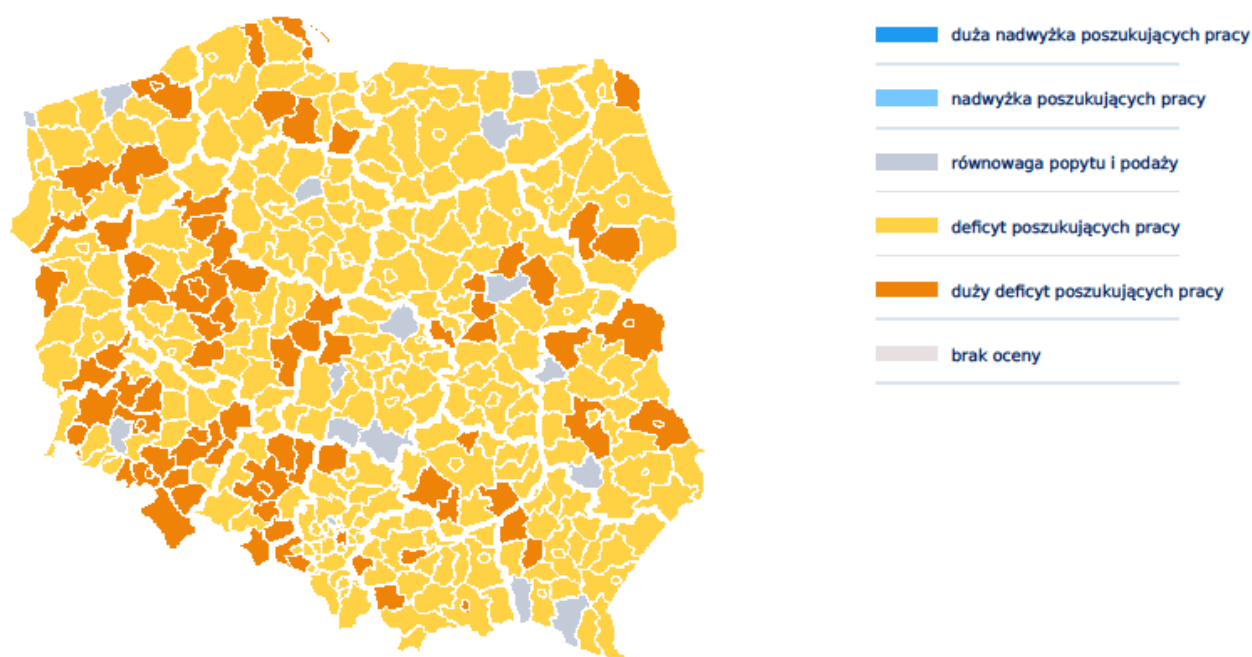 duża nadwyżka poszukujących pracy
nadwyżka poszukujących pracy
równowaga popytu i podaży
deficyt poszukujących pracy
duży deficyt poszukujących pracy
brak oceny